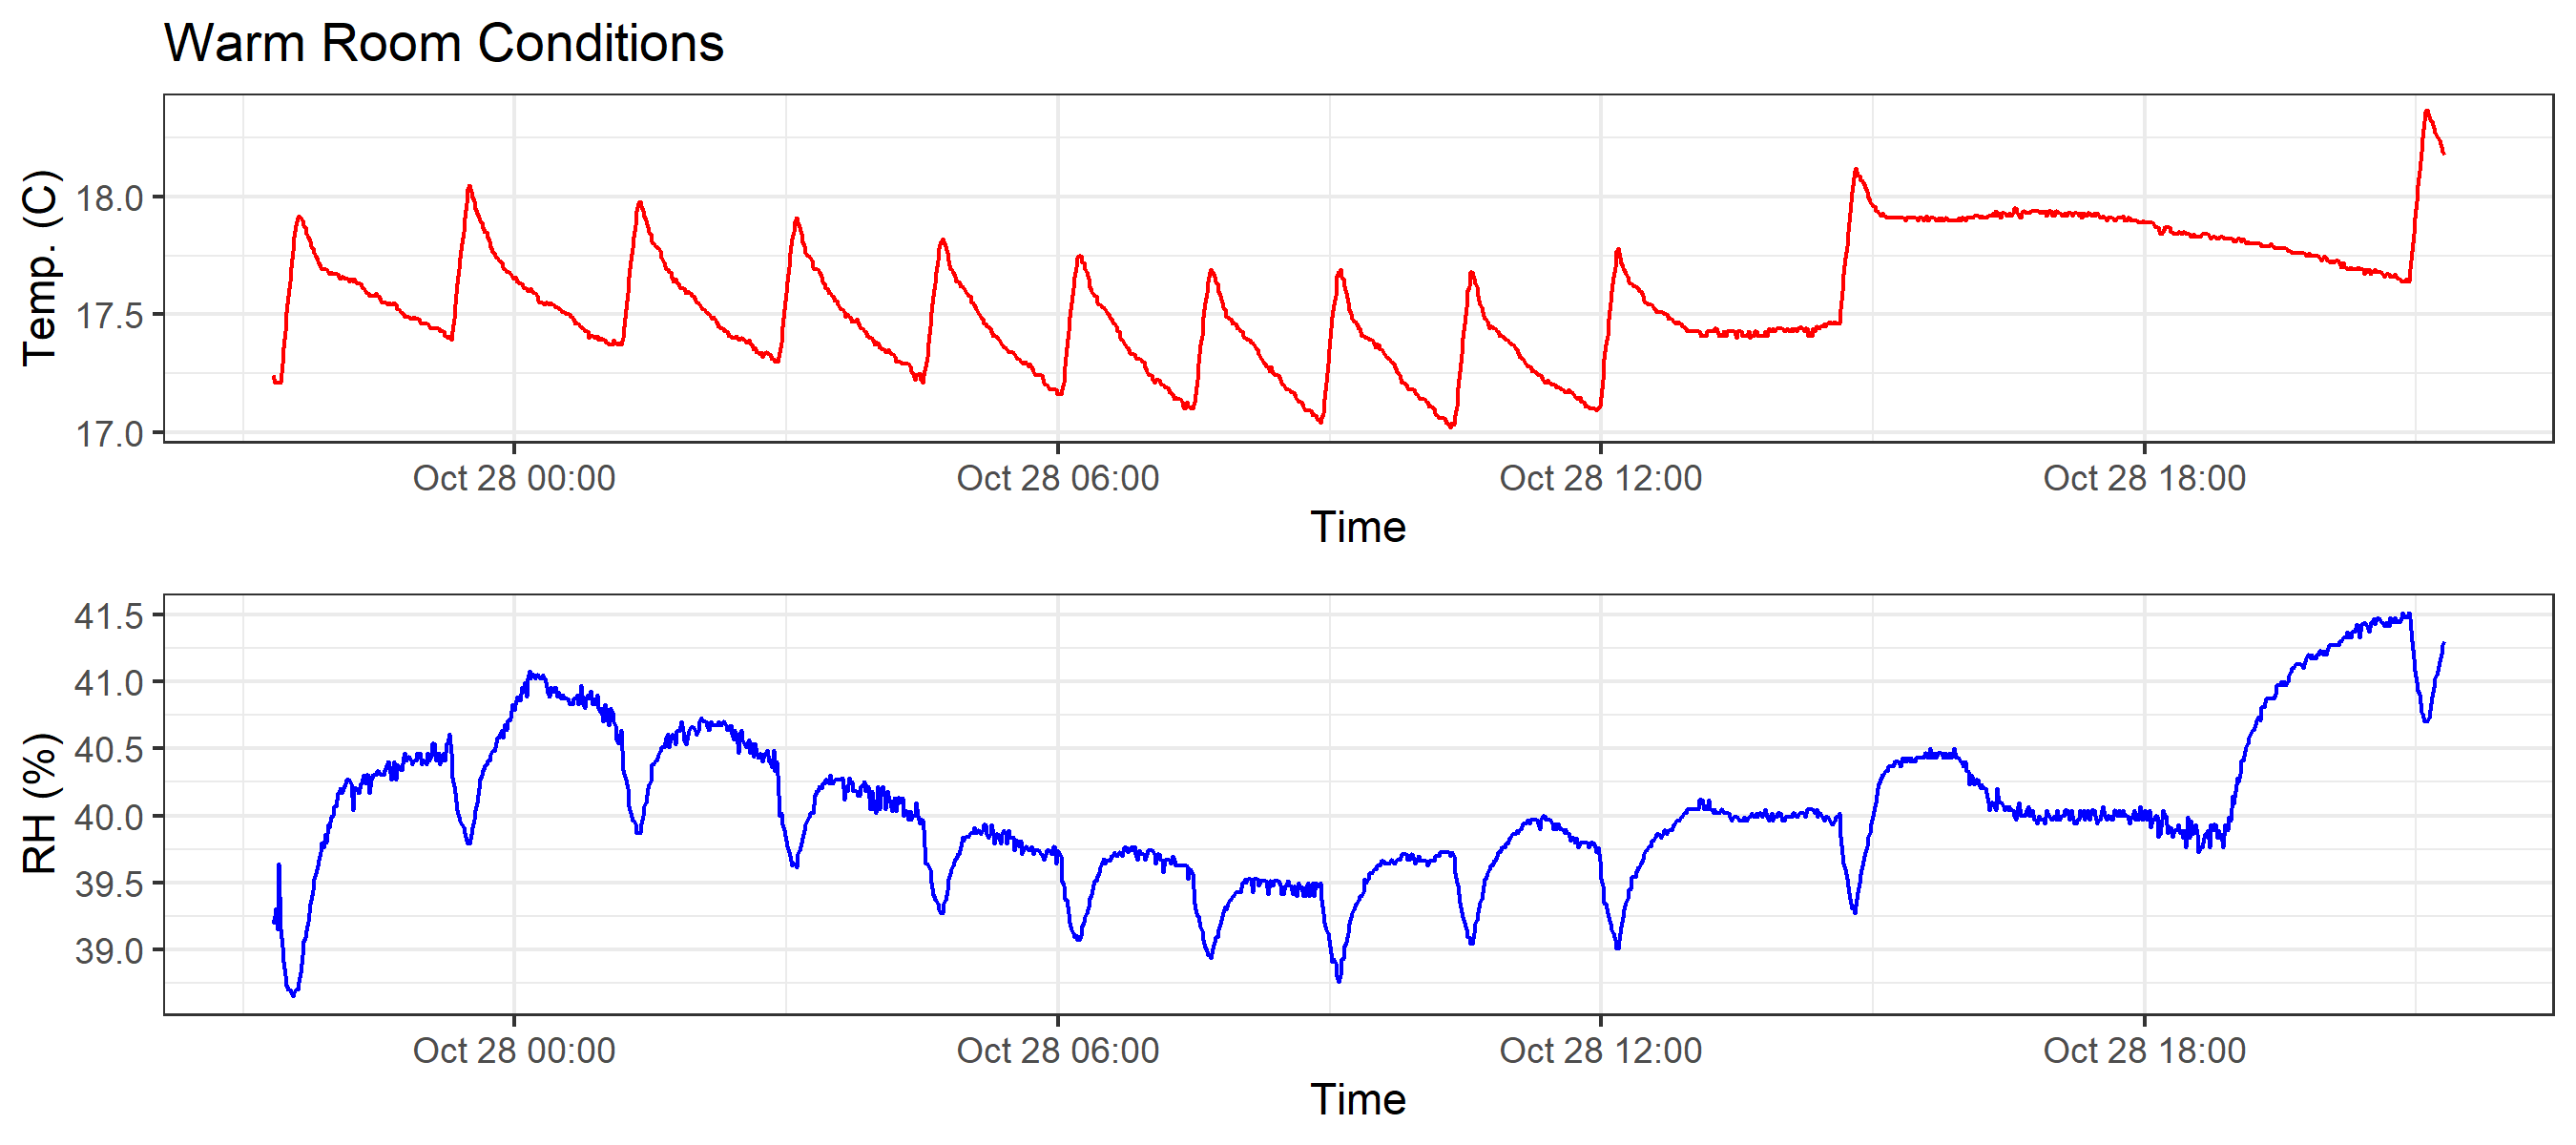 Warm Room Conditions
Temp. (C)
18.0
17.5
17.0
Oct 28 00:00 Oct 28 06:00 Oct 28 12:00 Oct 28 18:00
Time
RH (%)
41.5
41.0
40.5
40.0
39.5
39.0
Oct 28 00:00 Oct 28 06:00 Oct 28 12:00 Oct 28 18:00
Time